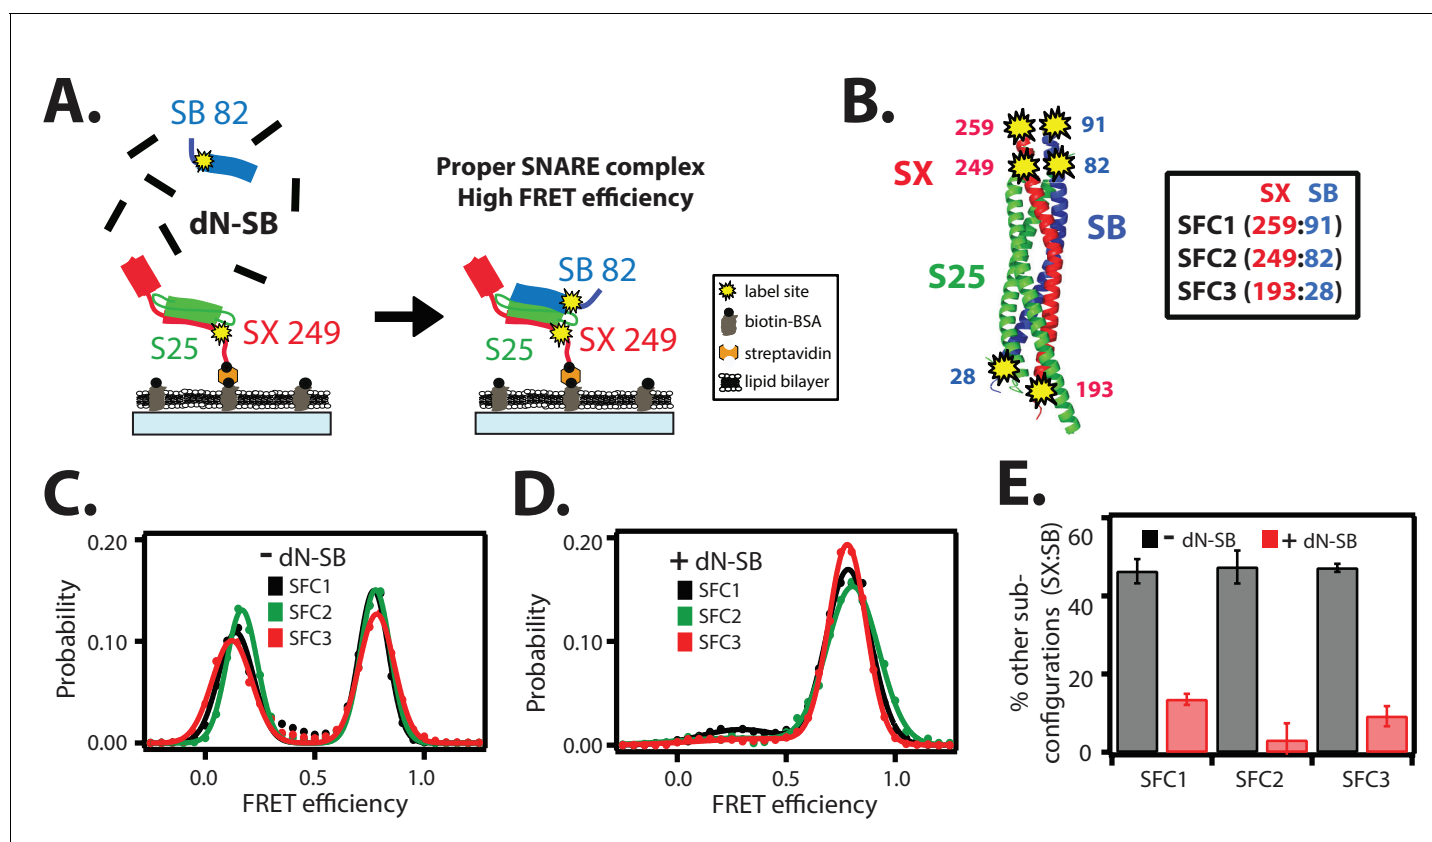 A.
SB 82
dN-SB
SX 249
S25
Proper SNARE complex
High FRET efficiency
SB 82
SX 249
S25
label site
biotin-BSA
streptavidin
lipid bilayer
B.
259
91
249
82
SX
SB
S25
28
193
SX SB
SFC1 (259:91)
SFC2 (249:82)
SFC3 (193:28)
C.
Probability
0.20
0.10
0.00
- dN-SB
SFC1
SFC2
SFC3
0.0
0.5
1.0
FRET efficiency
D.
Probability
0.20
0.10
0.00
+ dN-SB
SFC1
SFC2
SFC3
0.0
0.5
1.0
FRET efficiency
E.
% other sub-
configurations (SX:SB)
60
40
20
0
- dN-SB
+ dN-SB
SFC1
SFC2
SFC3